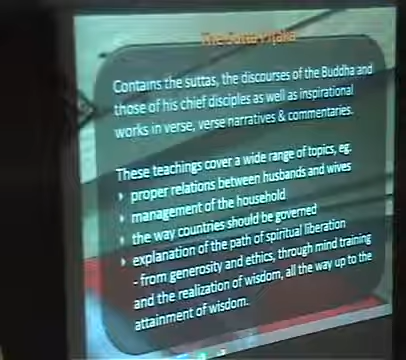 The Sutta Pitaka
Contains the suttas, the discourses of the Buddha and
those of his chief disciples as well as inspirational
works in verse, verse narratives & commentaries.
These teachings cover a wide range of topics, eg.
proper relations between husbands and wives
management of the household
the way countries should be governed
explanation of the path of spiritual liberation
- from generosity and ethics, through mind training
and the realization of wisdom, all the way up to the
attainment of wisdom.